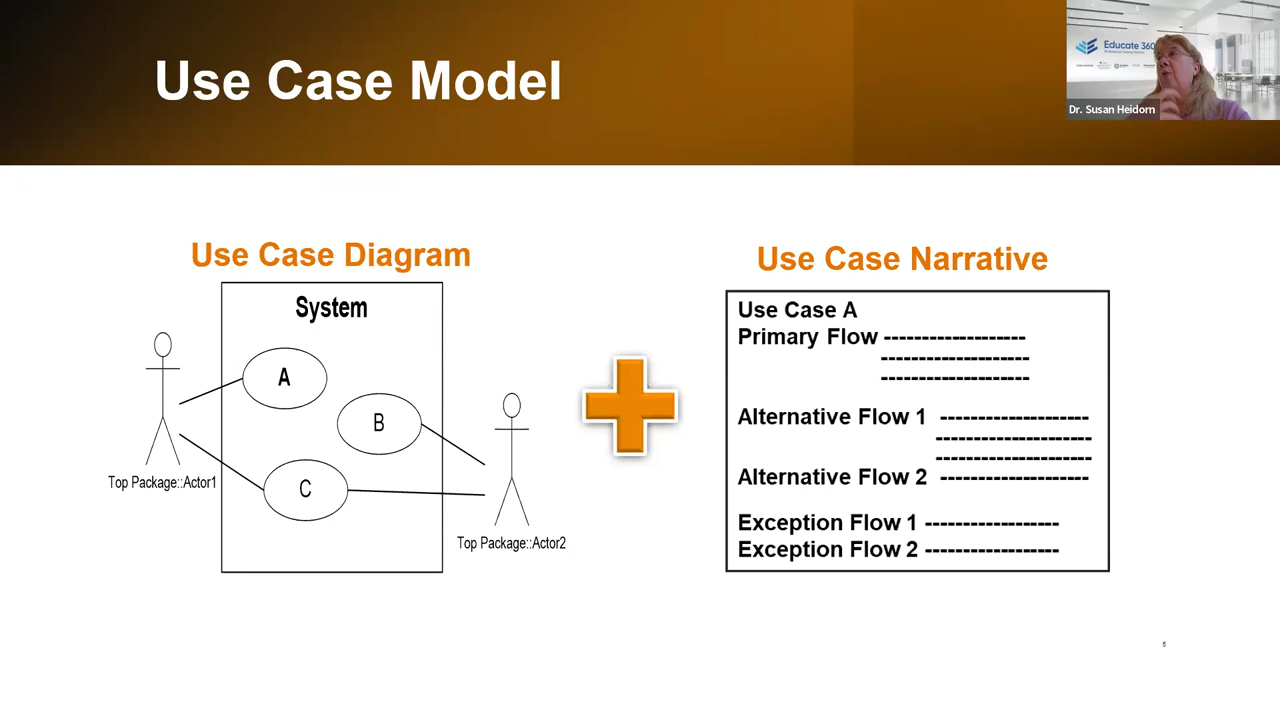 Use Case Model
Educate 360
Dr. Susan Heidorn
Use Case Diagram
System
A
B
C
Top Package::Actor1
Top Package::Actor2
Use Case Narrative
Use Case A
Primary Flow -------------------
--------------------
--------------------
Alternative Flow 1 --------------------
---------------------
---------------------
Alternative Flow 2 --------------------
Exception Flow 1 ------------------
Exception Flow 2 ------------------
5